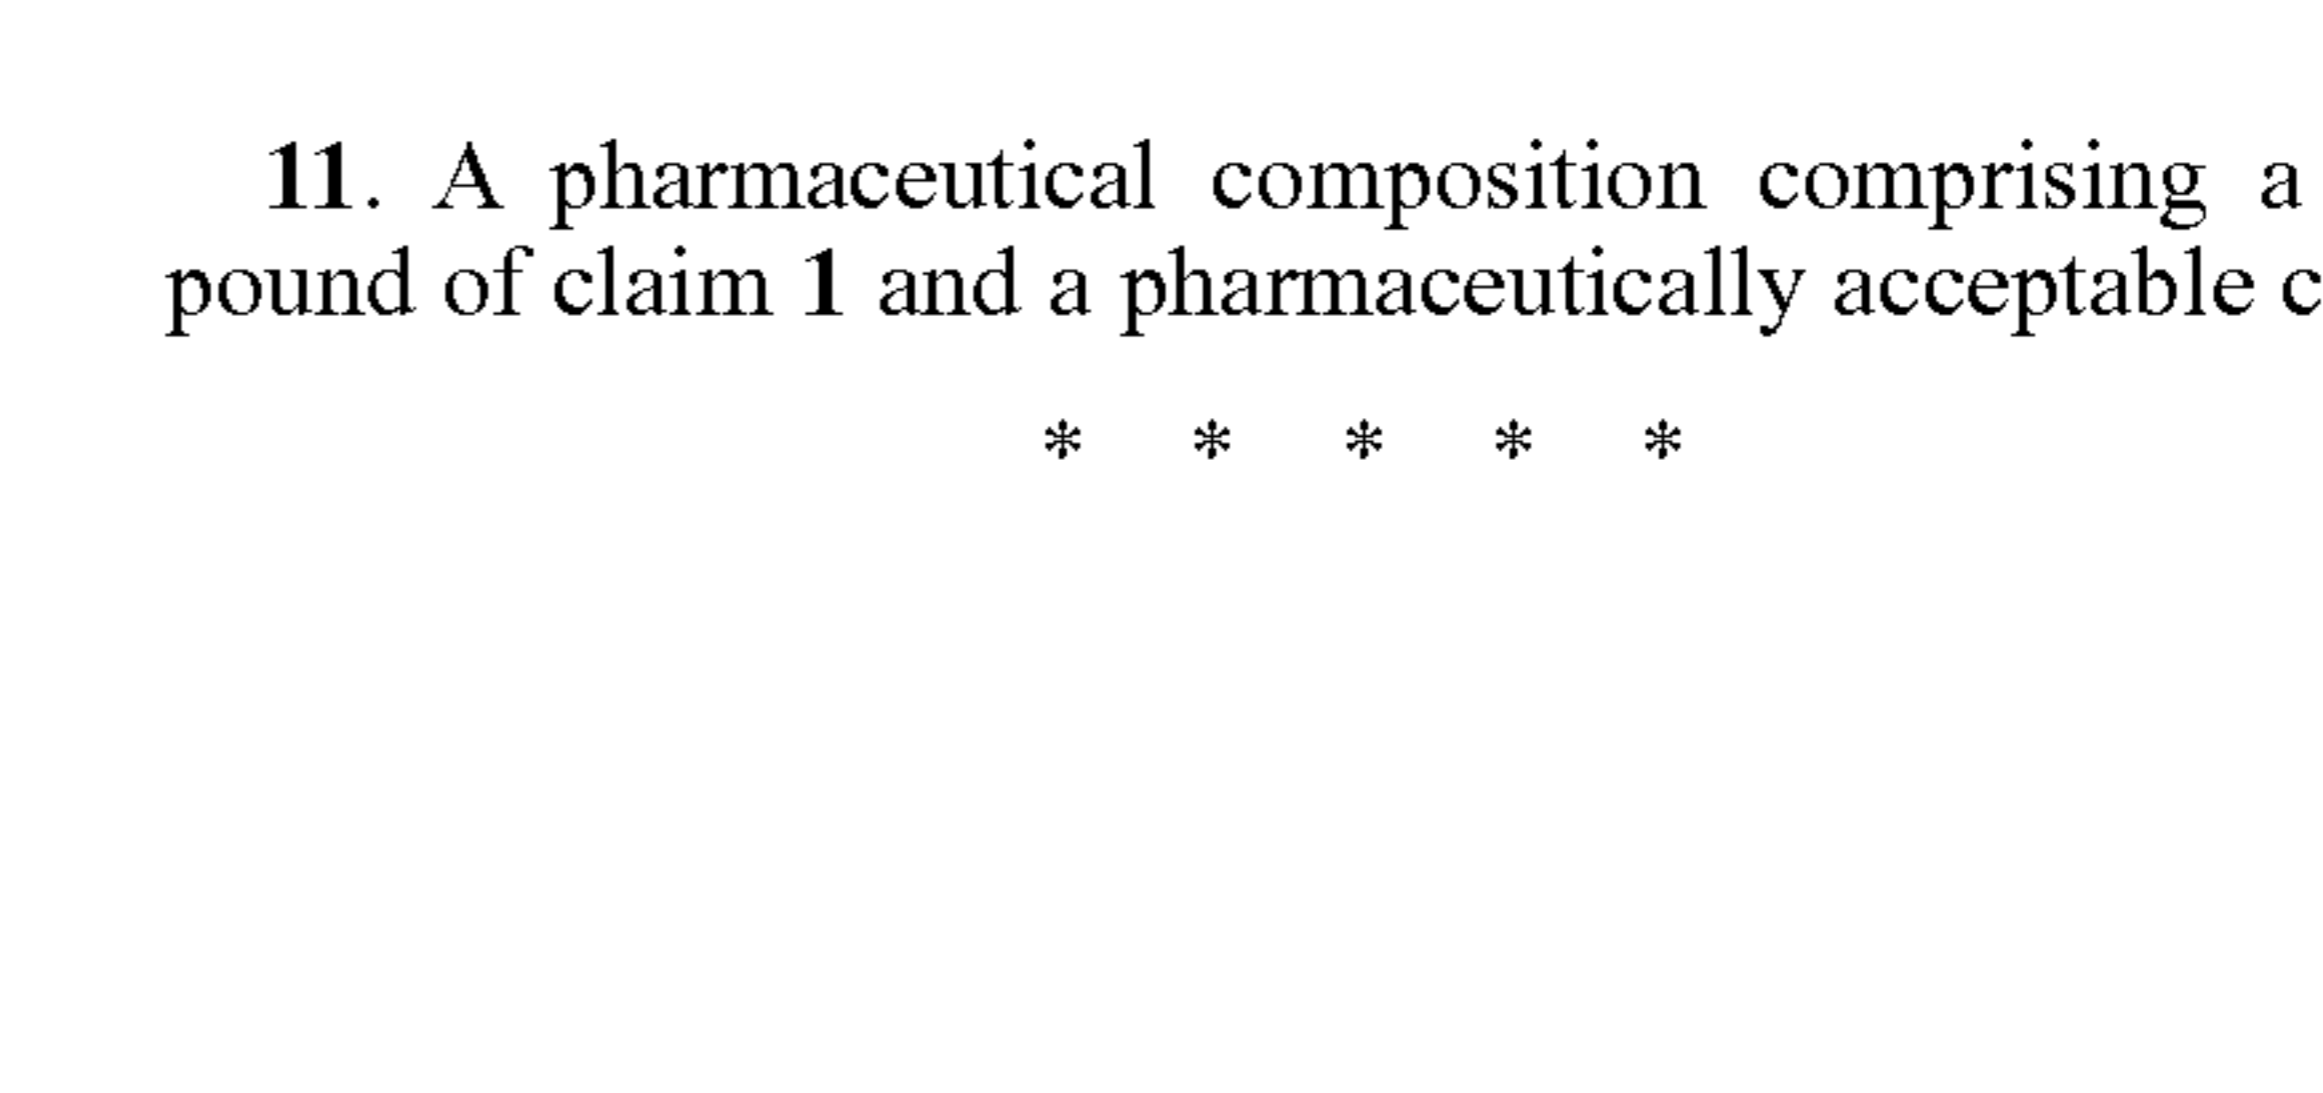 11. A pharmaceutical composition comprising a
pound of claim 1 and a pharmaceutically acceptable
* * * * *